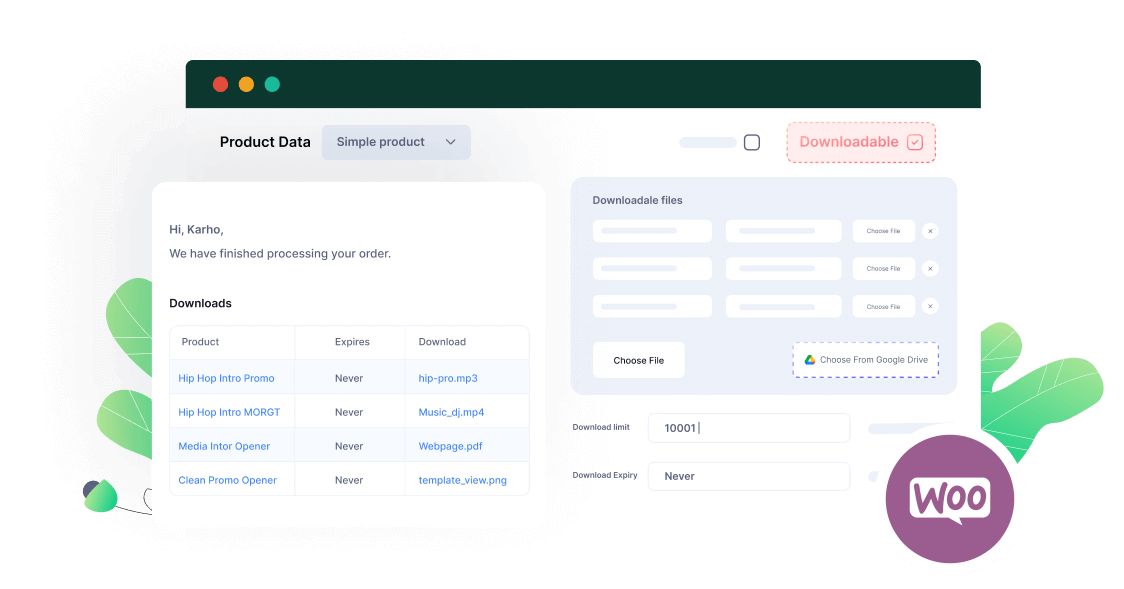 Product Data
Simple product
Downloadable
Hi, Karho,
We have finished processing your order.
Downloads
Product Expires Download
Hip Hop Intro Promo Never hip-pro.mp3
Hip Hop Intro MORGT Never Music_dj.mp4
Media Intor Opener Never Webpage.pdf
Clean Promo Opener Never template_view.png
Downloadale files
Choose File
Choose File
Choose File
Choose File
Choose From Google Drive
Download limit 10001
Download Expiry Never
WOO